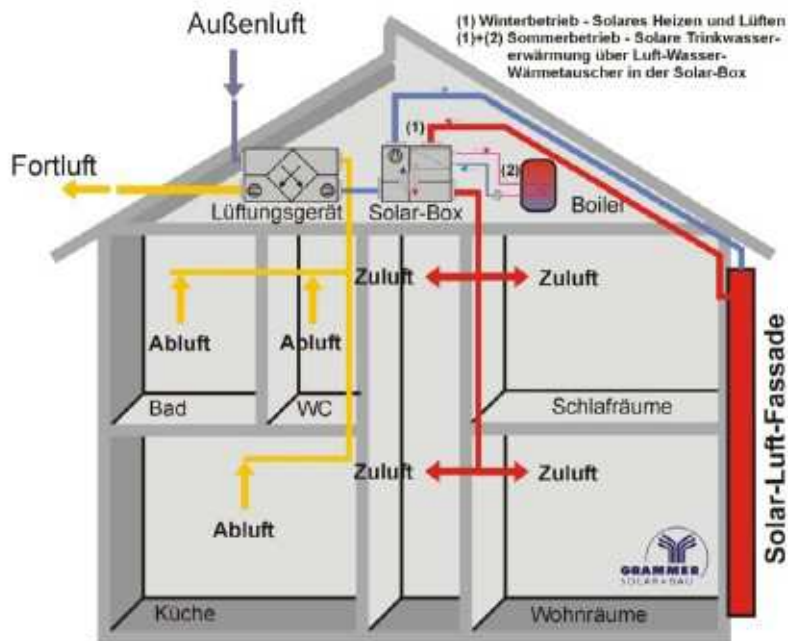 Außenluft
(1) Winterbetrieb - Solares Heizen und Lüften
(1)+(2) Sommerbetrieb - Solare Trinkwasser-
erwärmung über Luft-Wasser-
Wärmetauscher in der Solar-Box
(1)
Fortluft
(2)
Lüftungsgerät
Solar-Box
Boiler
Zuluft
Zuluft
Abluft
Abluft
Bad
WC
Schlafräume
Solar-Luft-Fassade
Zuluft
Zuluft
Abluft
GRAMMER
SOLAR+BAU
Küche
Wohnräume